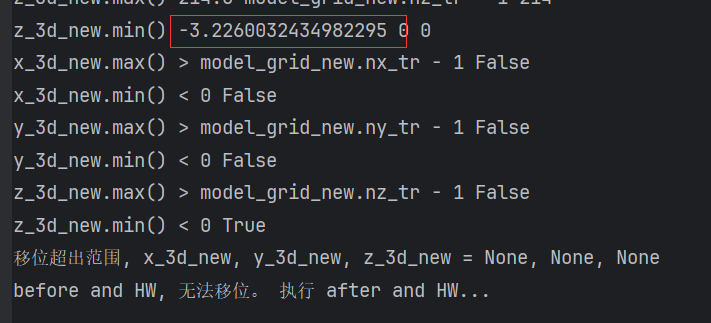 z_3d_new.max() 214.0 model_grid_new.nz_tr - 1 214
z_3d_new.min() -3.2260032434982295 0 0
x_3d_new.max() > model_grid_new.nx_tr - 1 False
x_3d_new.min() < 0 False
y_3d_new.max() > model_grid_new.ny_tr - 1 False
y_3d_new.min() < 0 False
z_3d_new.max() > model_grid_new.nz_tr - 1 False
z_3d_new.min() < 0 True
移位超出范围, x_3d_new, y_3d_new, z_3d_new = None, None, None
before and HW, 无法移位。 执行 after and HW...